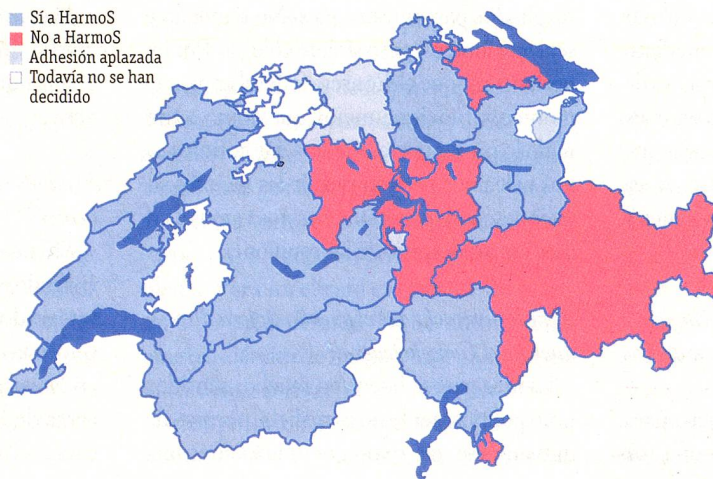 Sí a HarmoS
No a HarmoS
Adhesión aplazada
Todavía no se han
decidido